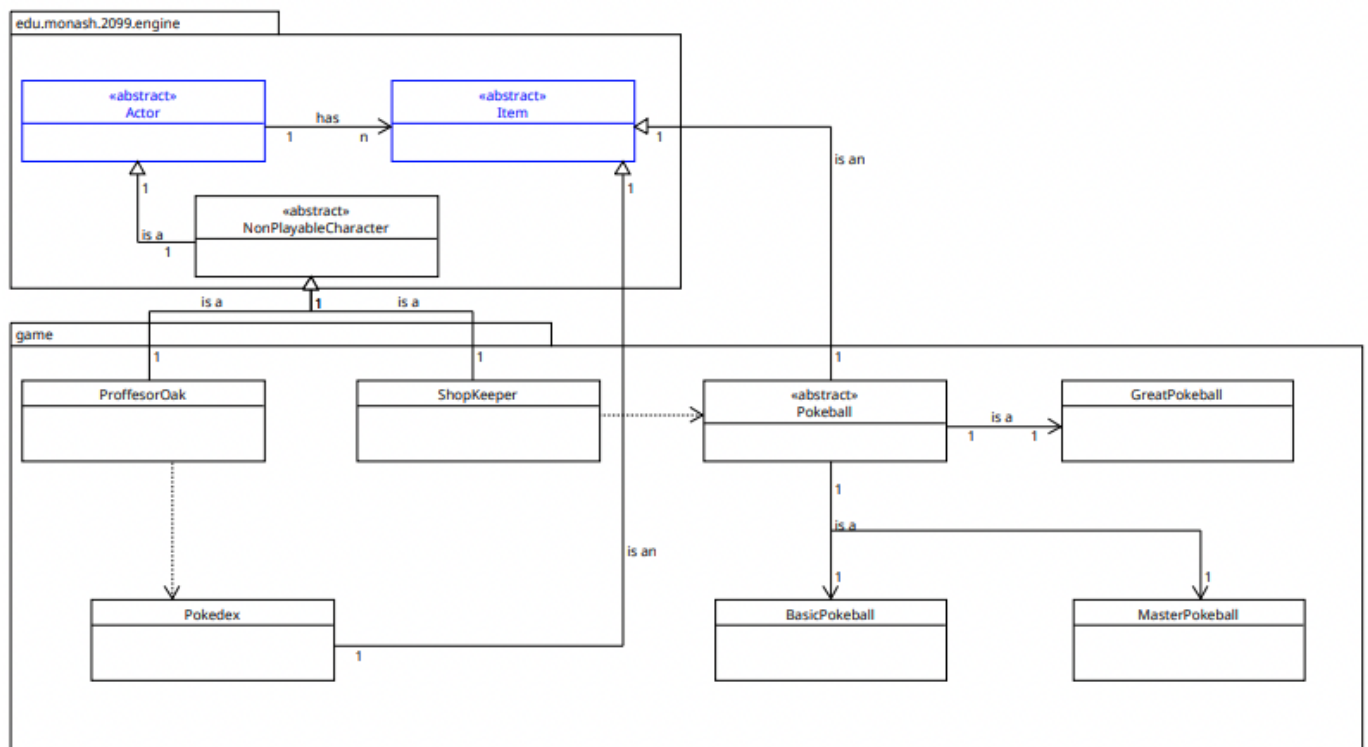 edu.monash.2099.engine
«abstract»
Actor
has
1
n
«abstract»
Item
1
is an
1
1
is a
1
«abstract»
NonPlayableCharacter
is a
1
is a
game
1
1
1
ProffesorOak
ShopKeeper
«abstract»
Pokeball
is a
1
1
GreatPokeball
1
is a
is an
1
1
Pokedex
1
BasicPokeball
MasterPokeball